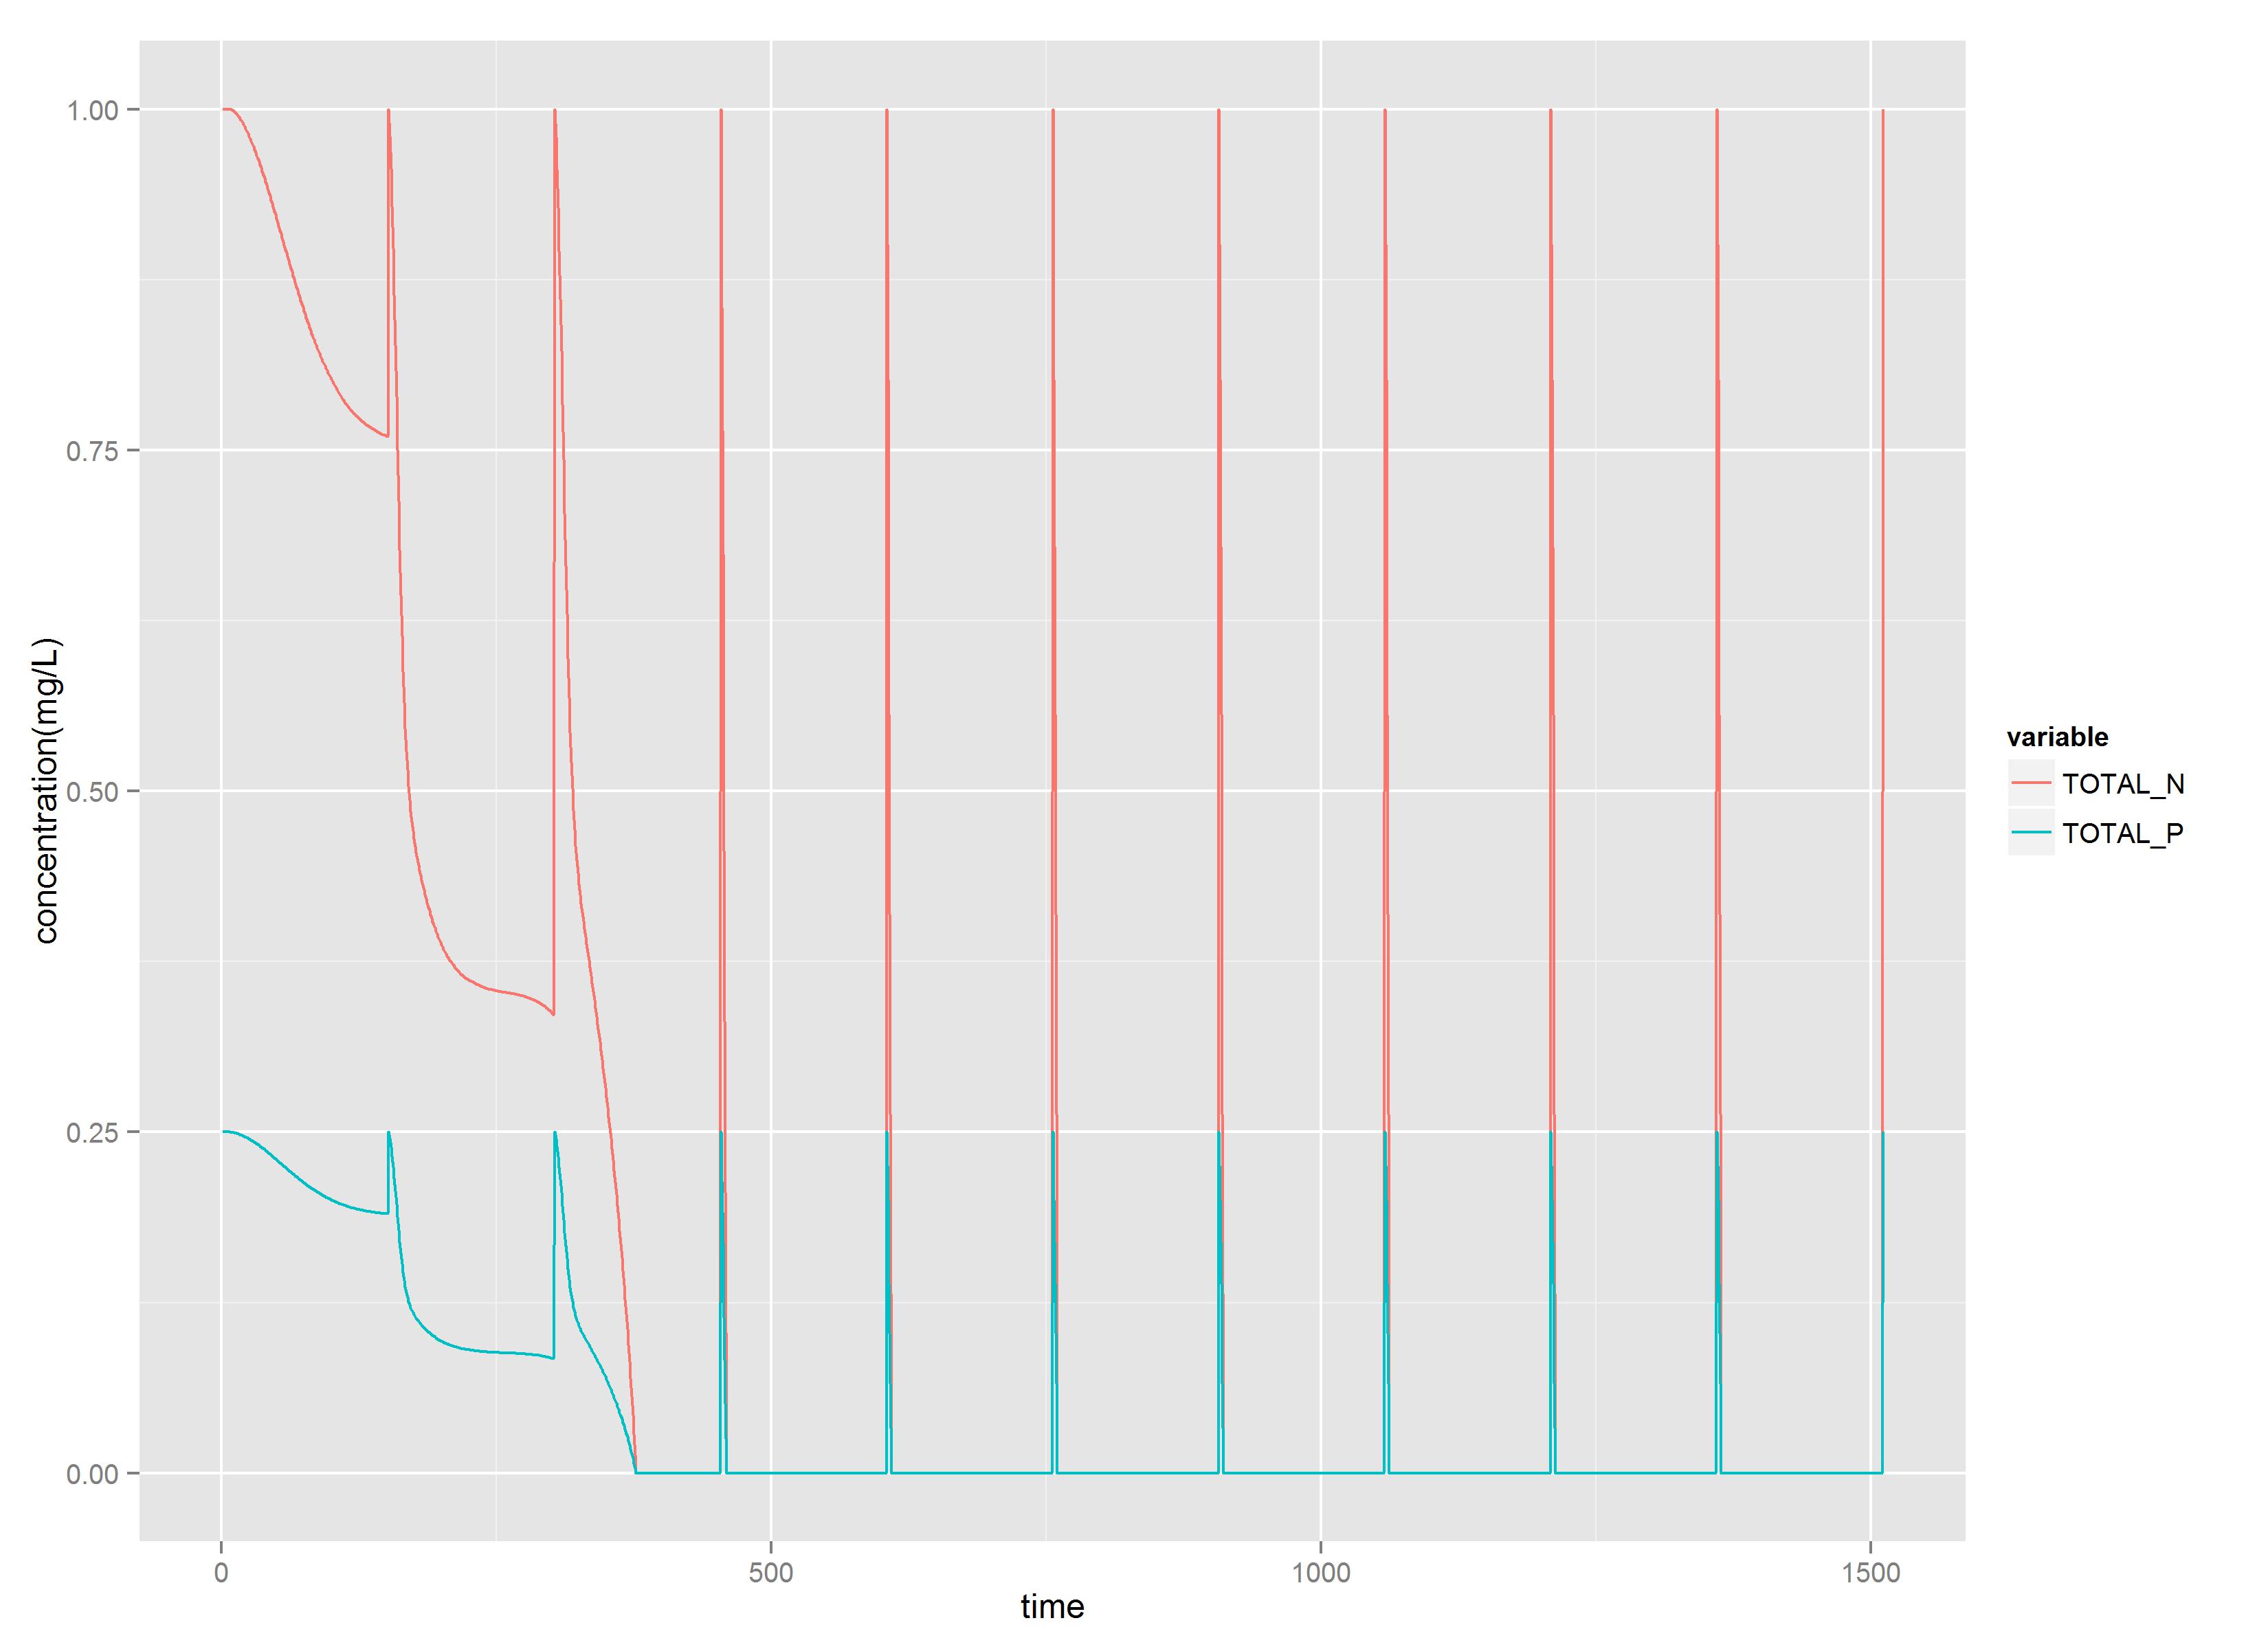 1.00
0.75
0.50
0.25
0.00
concentration(mg/L)
0 500 1000 1500
time
variable
TOTAL_N
TOTAL_P